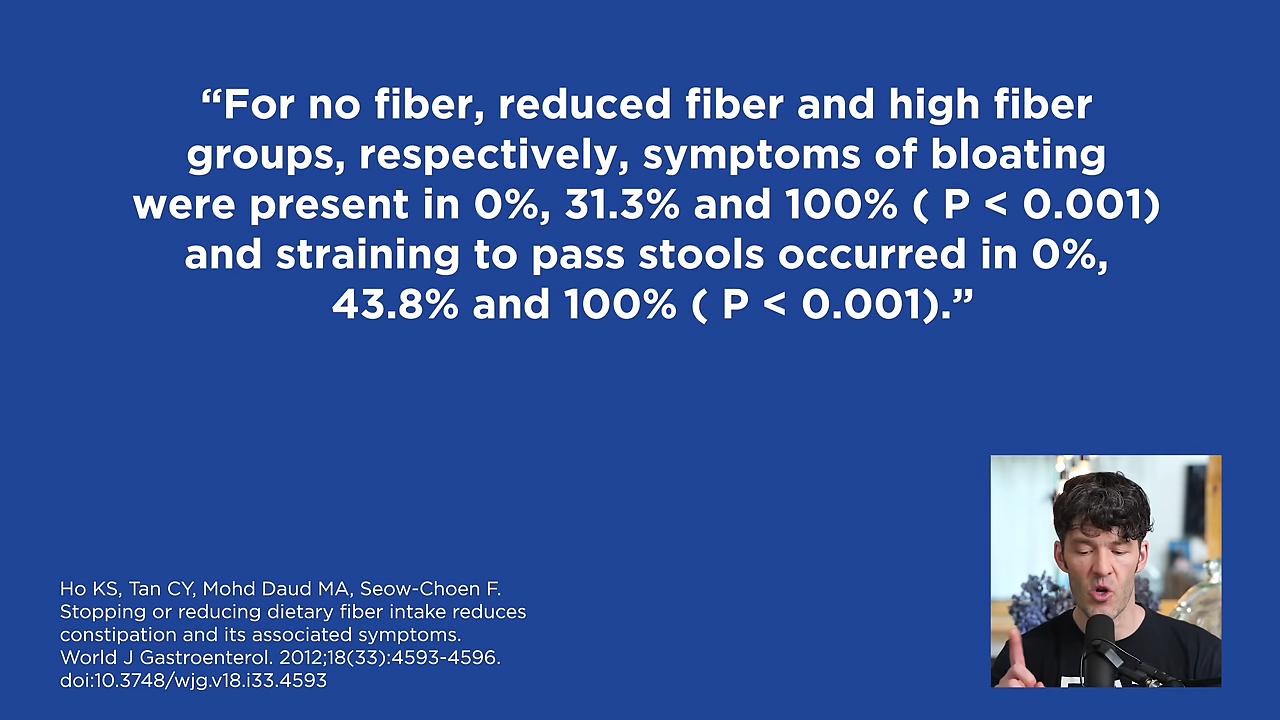 “For no fiber, reduced fiber and high fiber
groups, respectively, symptoms of bloating
were present in 0%, 31.3% and 100% ( P < 0.001)
and straining to pass stools occurred in 0%,
43.8% and 100% ( P < 0.001).”
Ho KS, Tan CY, Mohd Daud MA, Seow-Choen F.
Stopping or reducing dietary fiber intake reduces
constipation and its associated symptoms.
World J Gastroenterol. 2012;18(33):4593-4596.
doi:10.3748/wjg.v18.i33.4593